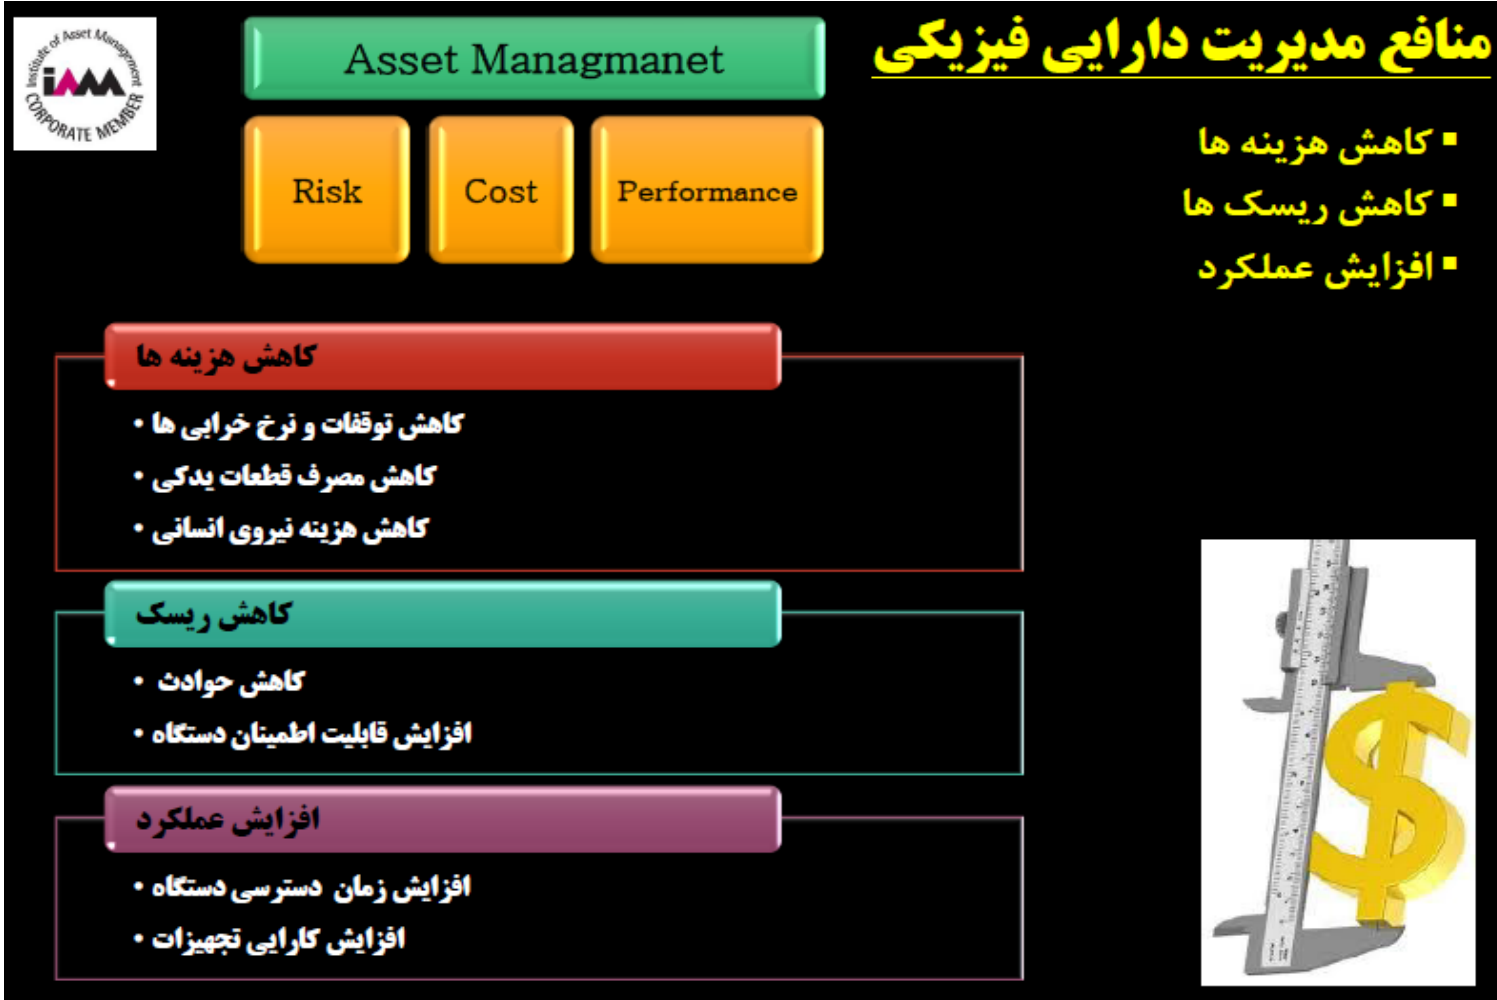 منافع مدیریت دارایی فیزیکی
▪ کاهش هزینه ها
▪ کاهش ریسک ها
▪ افزایش عملکرد
Institute of Asset Management
iAM
CORPORATE MEMBER
Asset Managmanet
Risk
Cost
Performance
کاهش هزینه ها
• کاهش توقفات و نرخ خرابی ها
• کاهش مصرف قطعات یدکی
• کاهش هزینه نیروی انسانی
کاهش ریسک
• کاهش حوادث
• افزایش قابلیت اطمینان دستگاه
افزایش عملکرد
• افزایش زمان دسترسی دستگاه
• افزایش کارایی تجهیزات
$